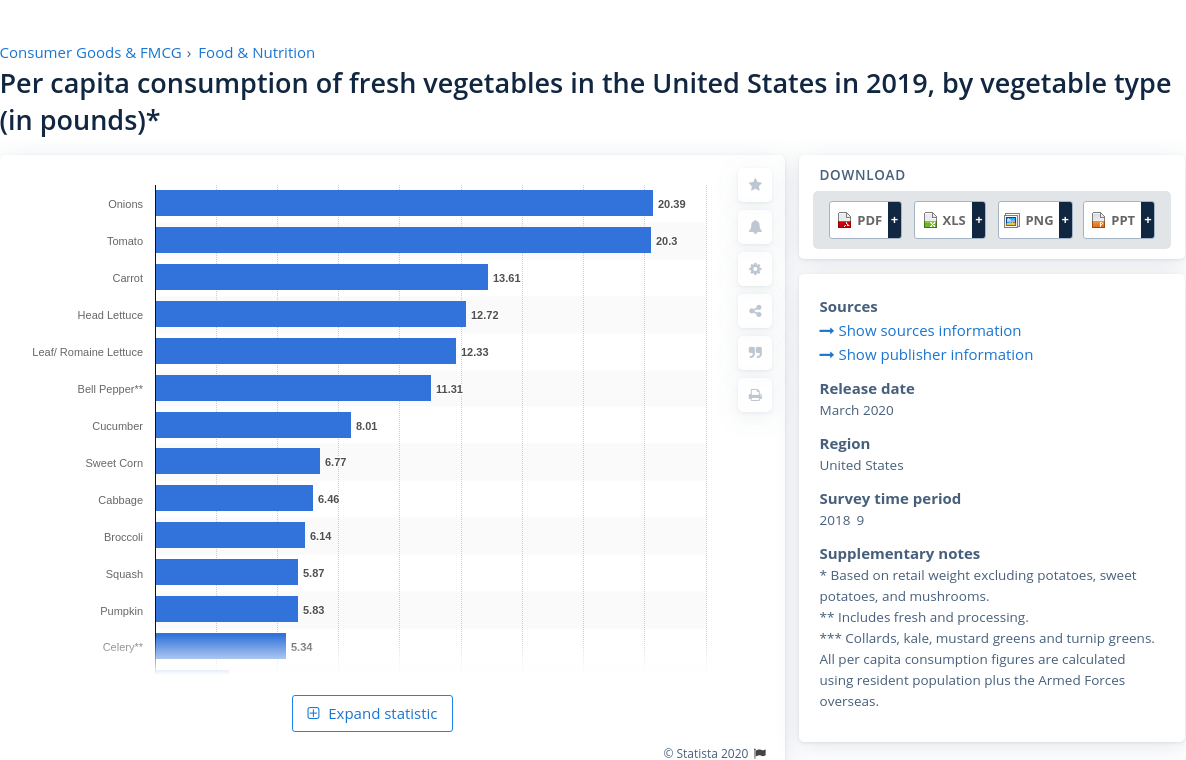 Consumer Goods & FMCG › Food & Nutrition
Per capita consumption of fresh vegetables in the United States in 2019, by vegetable type
(in pounds)*
Onions 20.39
Tomato 20.3
Carrot 13.61
Head Lettuce 12.72
Leaf/ Romaine Lettuce 12.33
Bell Pepper** 11.31
Cucumber 8.01
Sweet Corn 6.77
Cabbage 6.46
Broccoli 6.14
Squash 5.87
Pumpkin 5.83
Celery** 5.34
Expand statistic
© Statista 2020
DOWNLOAD
PDF + XLS + PNG + PPT +
Sources
Show sources information
Show publisher information
Release date
March 2020
Region
United States
Survey time period
2018 9
Supplementary notes
* Based on retail weight excluding potatoes, sweet
potatoes, and mushrooms.
** Includes fresh and processing.
*** Collards, kale, mustard greens and turnip greens.
All per capita consumption figures are calculated
using resident population plus the Armed Forces
overseas.